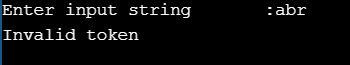 Enter input string       :abr
Invalid token